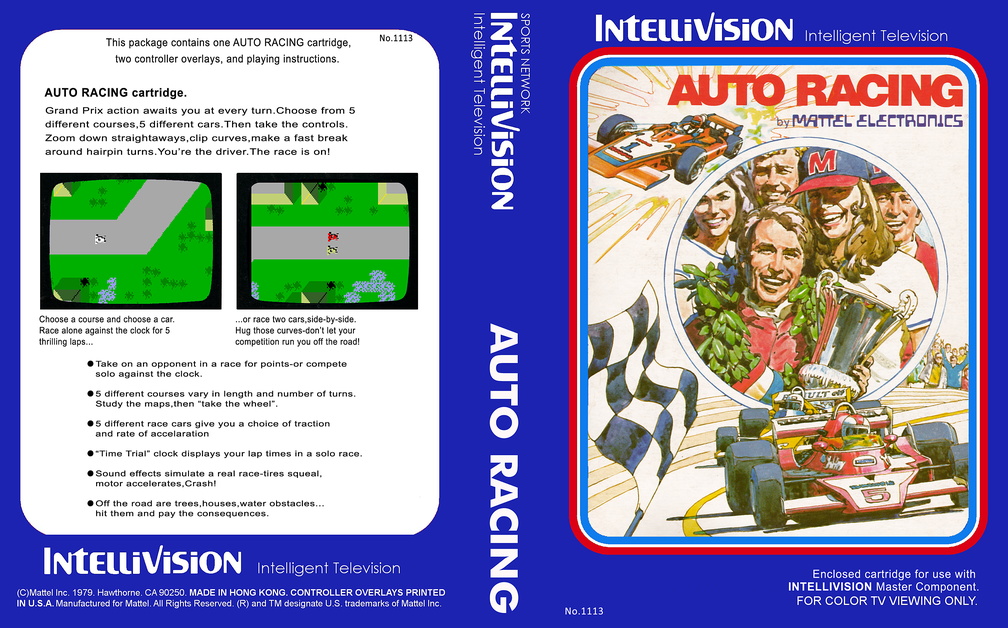 This package contains one AUTO RACING cartridge,
No.1113
two controller overlays, and playing instructions.
AUTO RACING cartridge.
Grand Prix action awaits you at every turn.Choose from 5
different courses,5 different cars.Then take the controls.
Zoom down straightaways,clip curves,make a fast break
around hairpin turns.You're the driver.The race is on!
Choose a course and choose a car.
Race alone against the clock for 5
thrilling laps...
...or race two cars,side-by-side.
Hug those curves-don't let your
competition run you off the road!
●Take on an opponent in a race for points-or compete
solo against the clock.
●5 different courses vary in length and number of turns.
Study the maps,then "take the wheel".
●5 different race cars give you a choice of traction
and rate of accelaration
●"Time Trial" clock displays your lap times in a solo race.
●Sound effects simulate a real race-tires squeal,
motor accelerates,Crash!
●Off the road are trees,houses,water obstacles...
hit them and pay the consequences.
INTELLIVISION Intelligent Television
(C)Mattel Inc. 1979. Hawthorne. CA 90250. MADE IN HONG KONG. CONTROLLER OVERLAYS PRINTED
IN U.S.A. Manufactured for Mattel. All Rights Reserved. (R) and TM designate U.S. trademarks of Mattel Inc.
SPORTS NETWORK
INTELLIVISION
Intelligent Television
AUTO RACING
INTELLIVISION Intelligent Television
AUTO RACING
by MATTEL ELECTRONICS
1
M
5
Enclosed cartridge for use with
INTELLIVISION Master Component.
FOR COLOR TV VIEWING ONLY.
No.1113